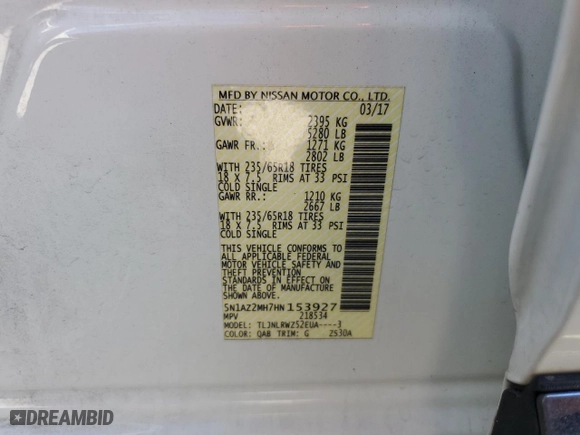 MFD BY NISSAN MOTOR CO., LTD.
DATE: 03/17
GVWR: 2395 KG
5280 LB
GAWR FR.: 1271 KG
2802 LB
WITH 235/65R18 TIRES
18 X 7.5 RIMS AT 33 PSI
COLD SINGLE
GAWR RR.: 1210 KG
2667 LB
WITH 235/65R18 TIRES
18 X 7.5 RIMS AT 33 PSI
COLD SINGLE
THIS VEHICLE CONFORMS TO
ALL APPLICABLE FEDERAL
MOTOR VEHICLE SAFETY AND
THEFT PREVENTION
STANDARDS IN EFFECT ON
THE DATE OF MANUFACTURE
SHOWN ABOVE.
5N1AZ2MH7HN153927
MPV 218534
MODEL: TLJNLRWZ52EUA----3
COLOR: QAB TRIM: G 2530A
DREAMBID